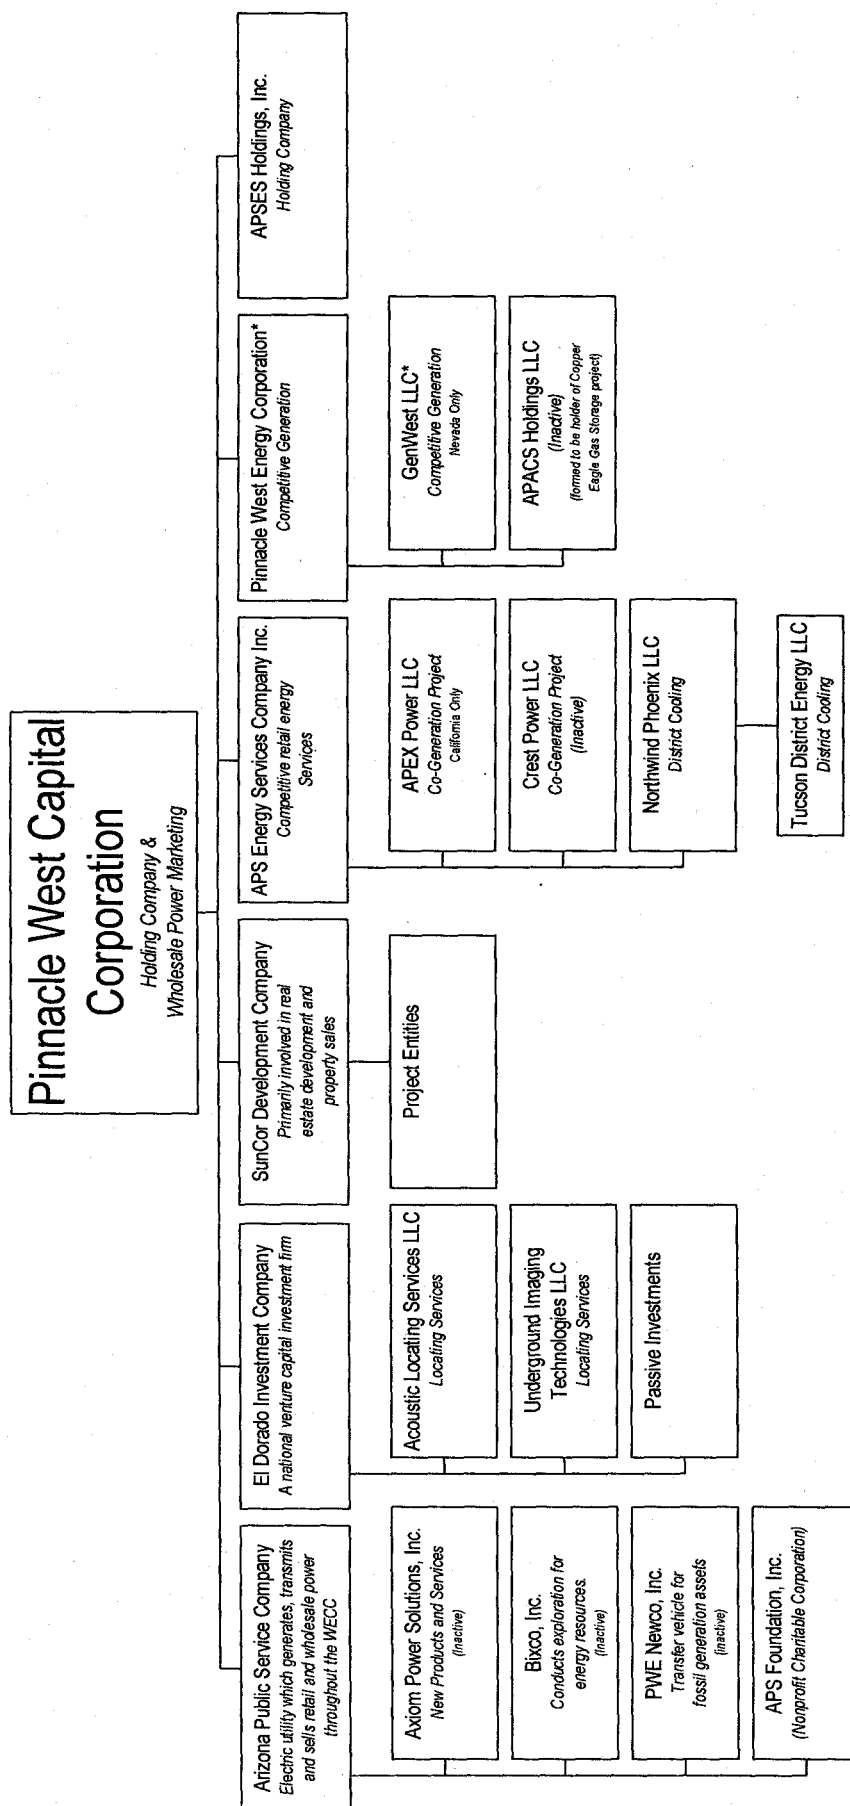 Pinnacle West Capital
Corporation
Holding Company &
Wholesale Power Marketing
Arizona Public Service Company
Electric utility which generates, transmits
and sells retail and wholesale power
throughout the WECC
Axiom Power Solutions, Inc.
New Products and Services
(Inactive)
Bixco, Inc.
Conducts exploration for
energy resources.
(Inactive)
PWE Newco, Inc.
Transfer vehicle for
fossil generation assets
(inactive)
APS Foundation, Inc.
(Nonprofit Charitable Corporation)
El Dorado Investment Company
A national venture capital investment firm
Acoustic Locating Services LLC
Locating Services
Underground Imaging
Technologies LLC
Locating Services
Passive Investments
SunCor Development Company
Primarily involved in real
estate development and
property sales
Project Entities
APS Energy Services Company Inc.
Competitive retail energy
Services
APEX Power LLC
Co-Generation Project
California Only
Crest Power LLC
Co-Generation Project
(Inactive)
Northwind Phoenix LLC
District Cooling
Tucson District Energy LLC
District Cooling
Pinnacle West Energy Corporation*
Competitive Generation
GenWest LLC*
Competitive Generation
Nevada Only
APACS Holdings LLC
(Inactive)
(formed to be holder of Copper
Eagle Gas Storage project)
APSES Holdings, Inc.
Holding Company